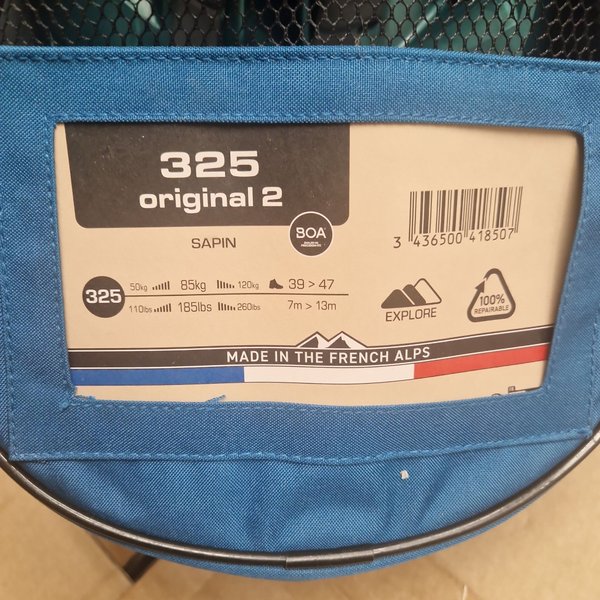 325
original 2
SAPIN
BOA
3 436500 418507
325
50kg 85kg 120kg 39 > 47
110lbs 185lbs 260lbs 7m > 13m
EXPLORE
100%
REPAIRABLE
MADE IN THE FRENCH ALPS